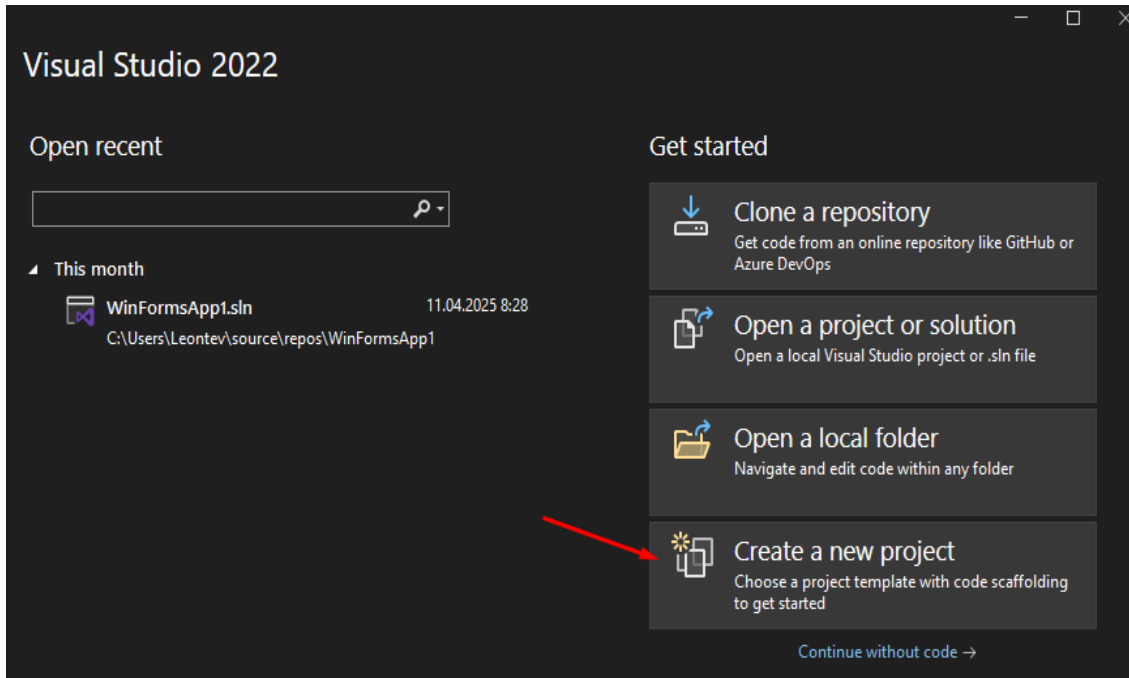 Visual Studio 2022
Open recent
This month
WinFormsApp1.sln
11.04.2025 8:28
C:\Users\Leontev\source\repos\WinFormsApp1
Get started
Clone a repository
Get code from an online repository like GitHub or
Azure DevOps
Open a project or solution
Open a local Visual Studio project or .sln file
Open a local folder
Navigate and edit code within any folder
Create a new project
Choose a project template with code scaffolding
to get started
Continue without code →